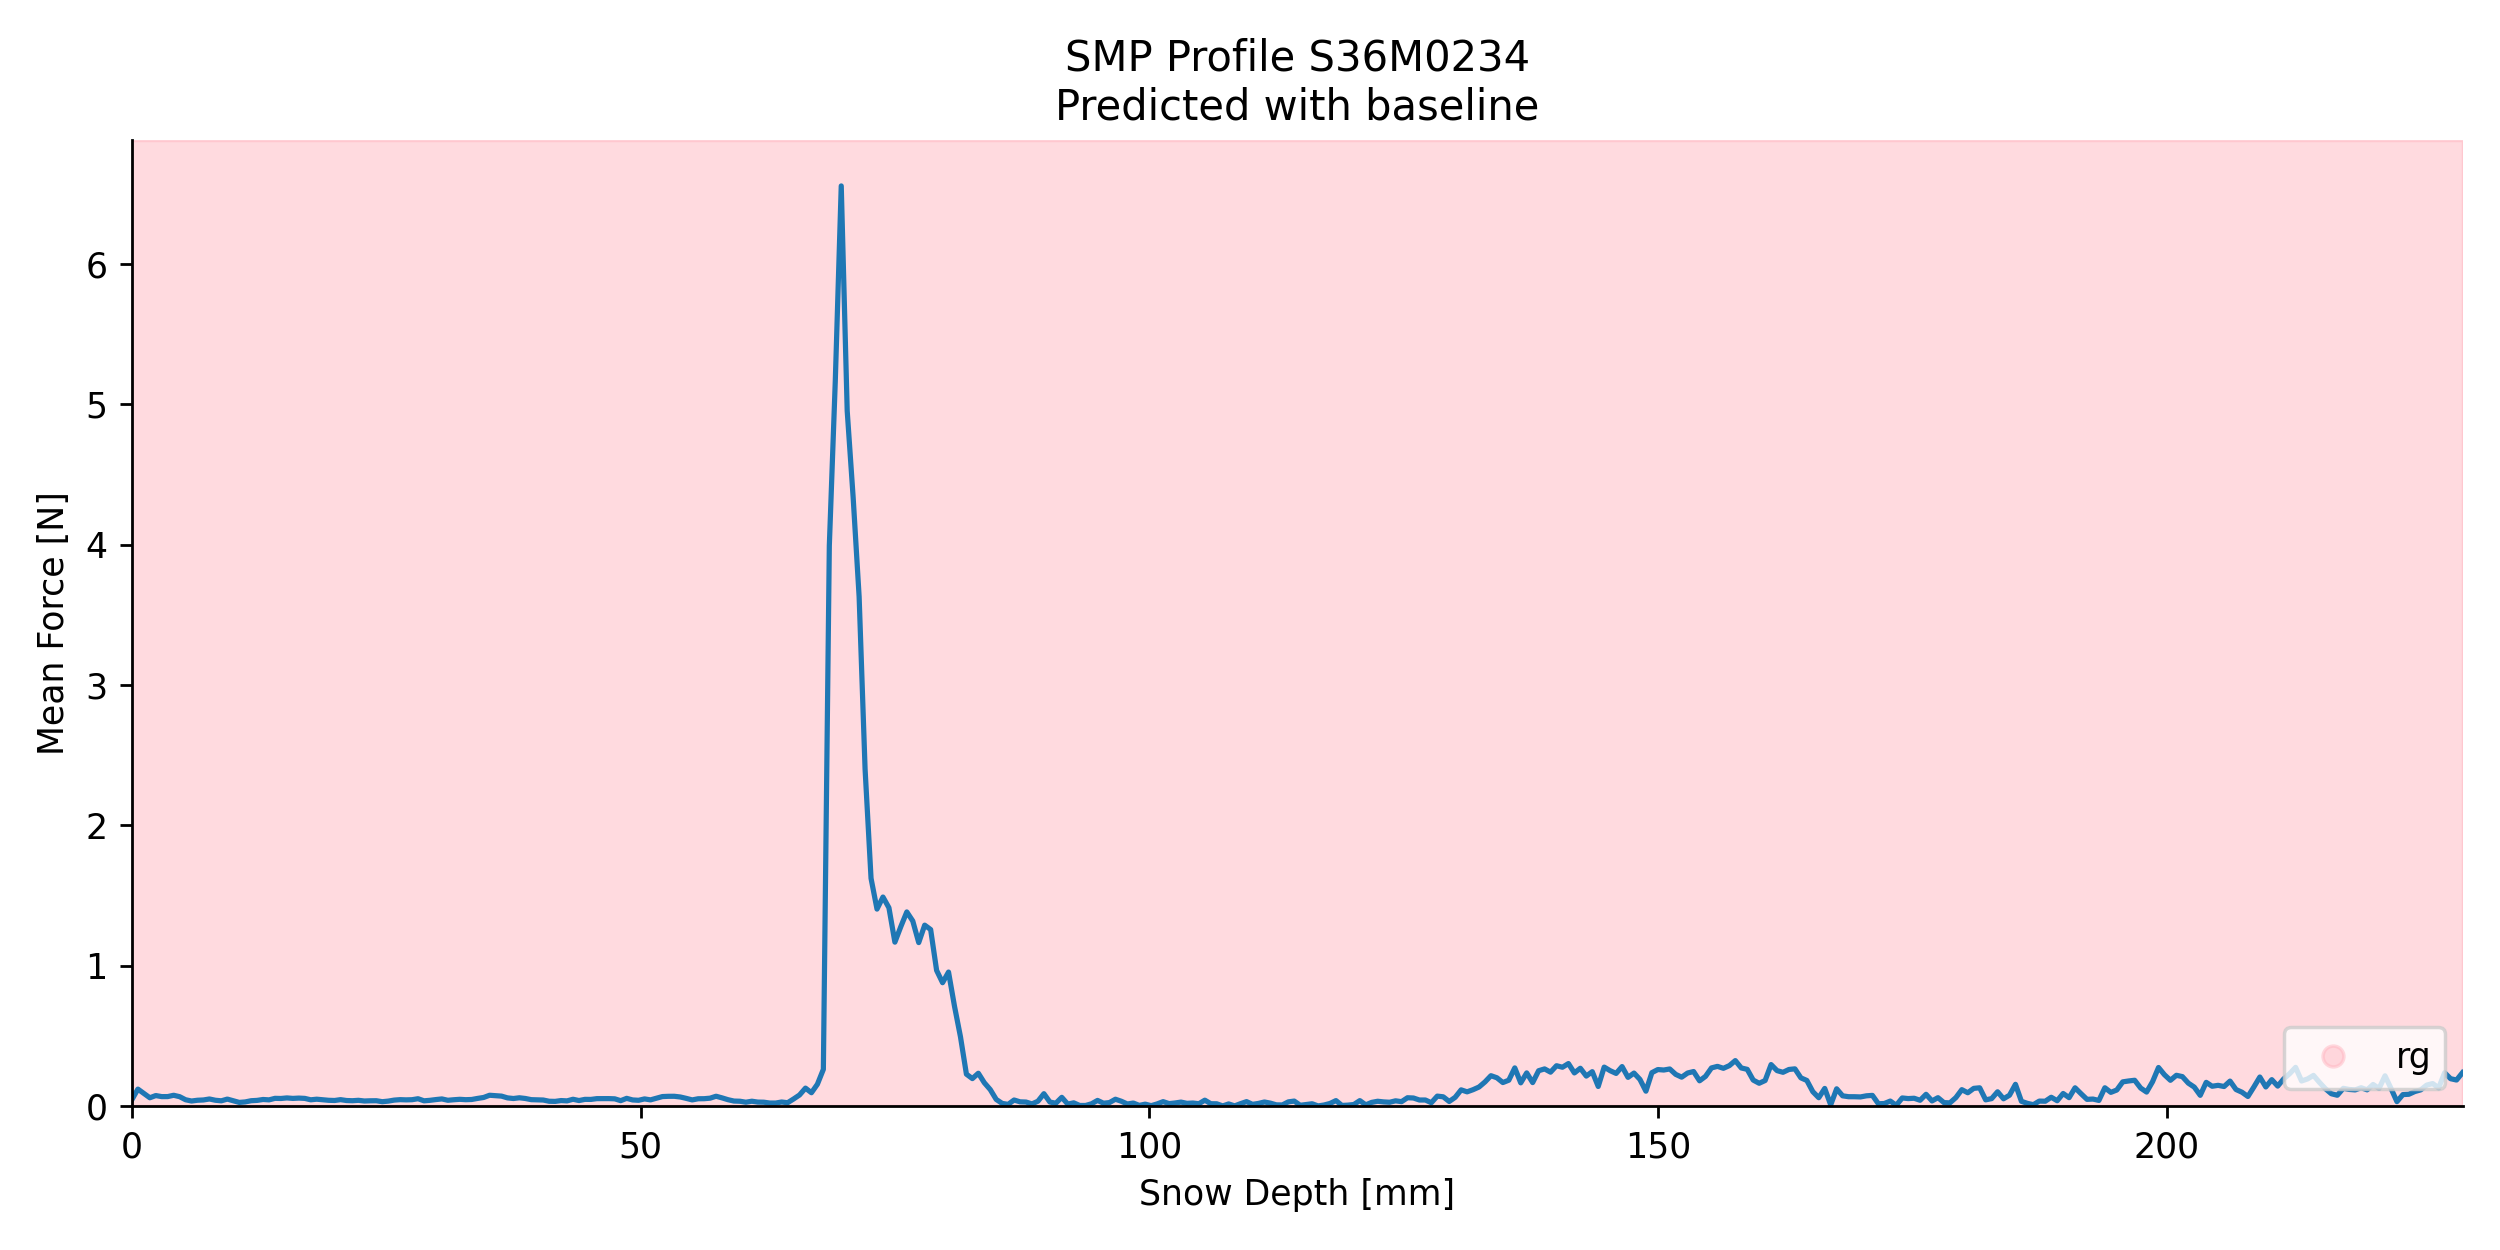 SMP Profile S36M0234
Predicted with baseline
Mean Force [N]
6
5
4
3
2
1
0
0 50 100 150 200
Snow Depth [mm]
rg